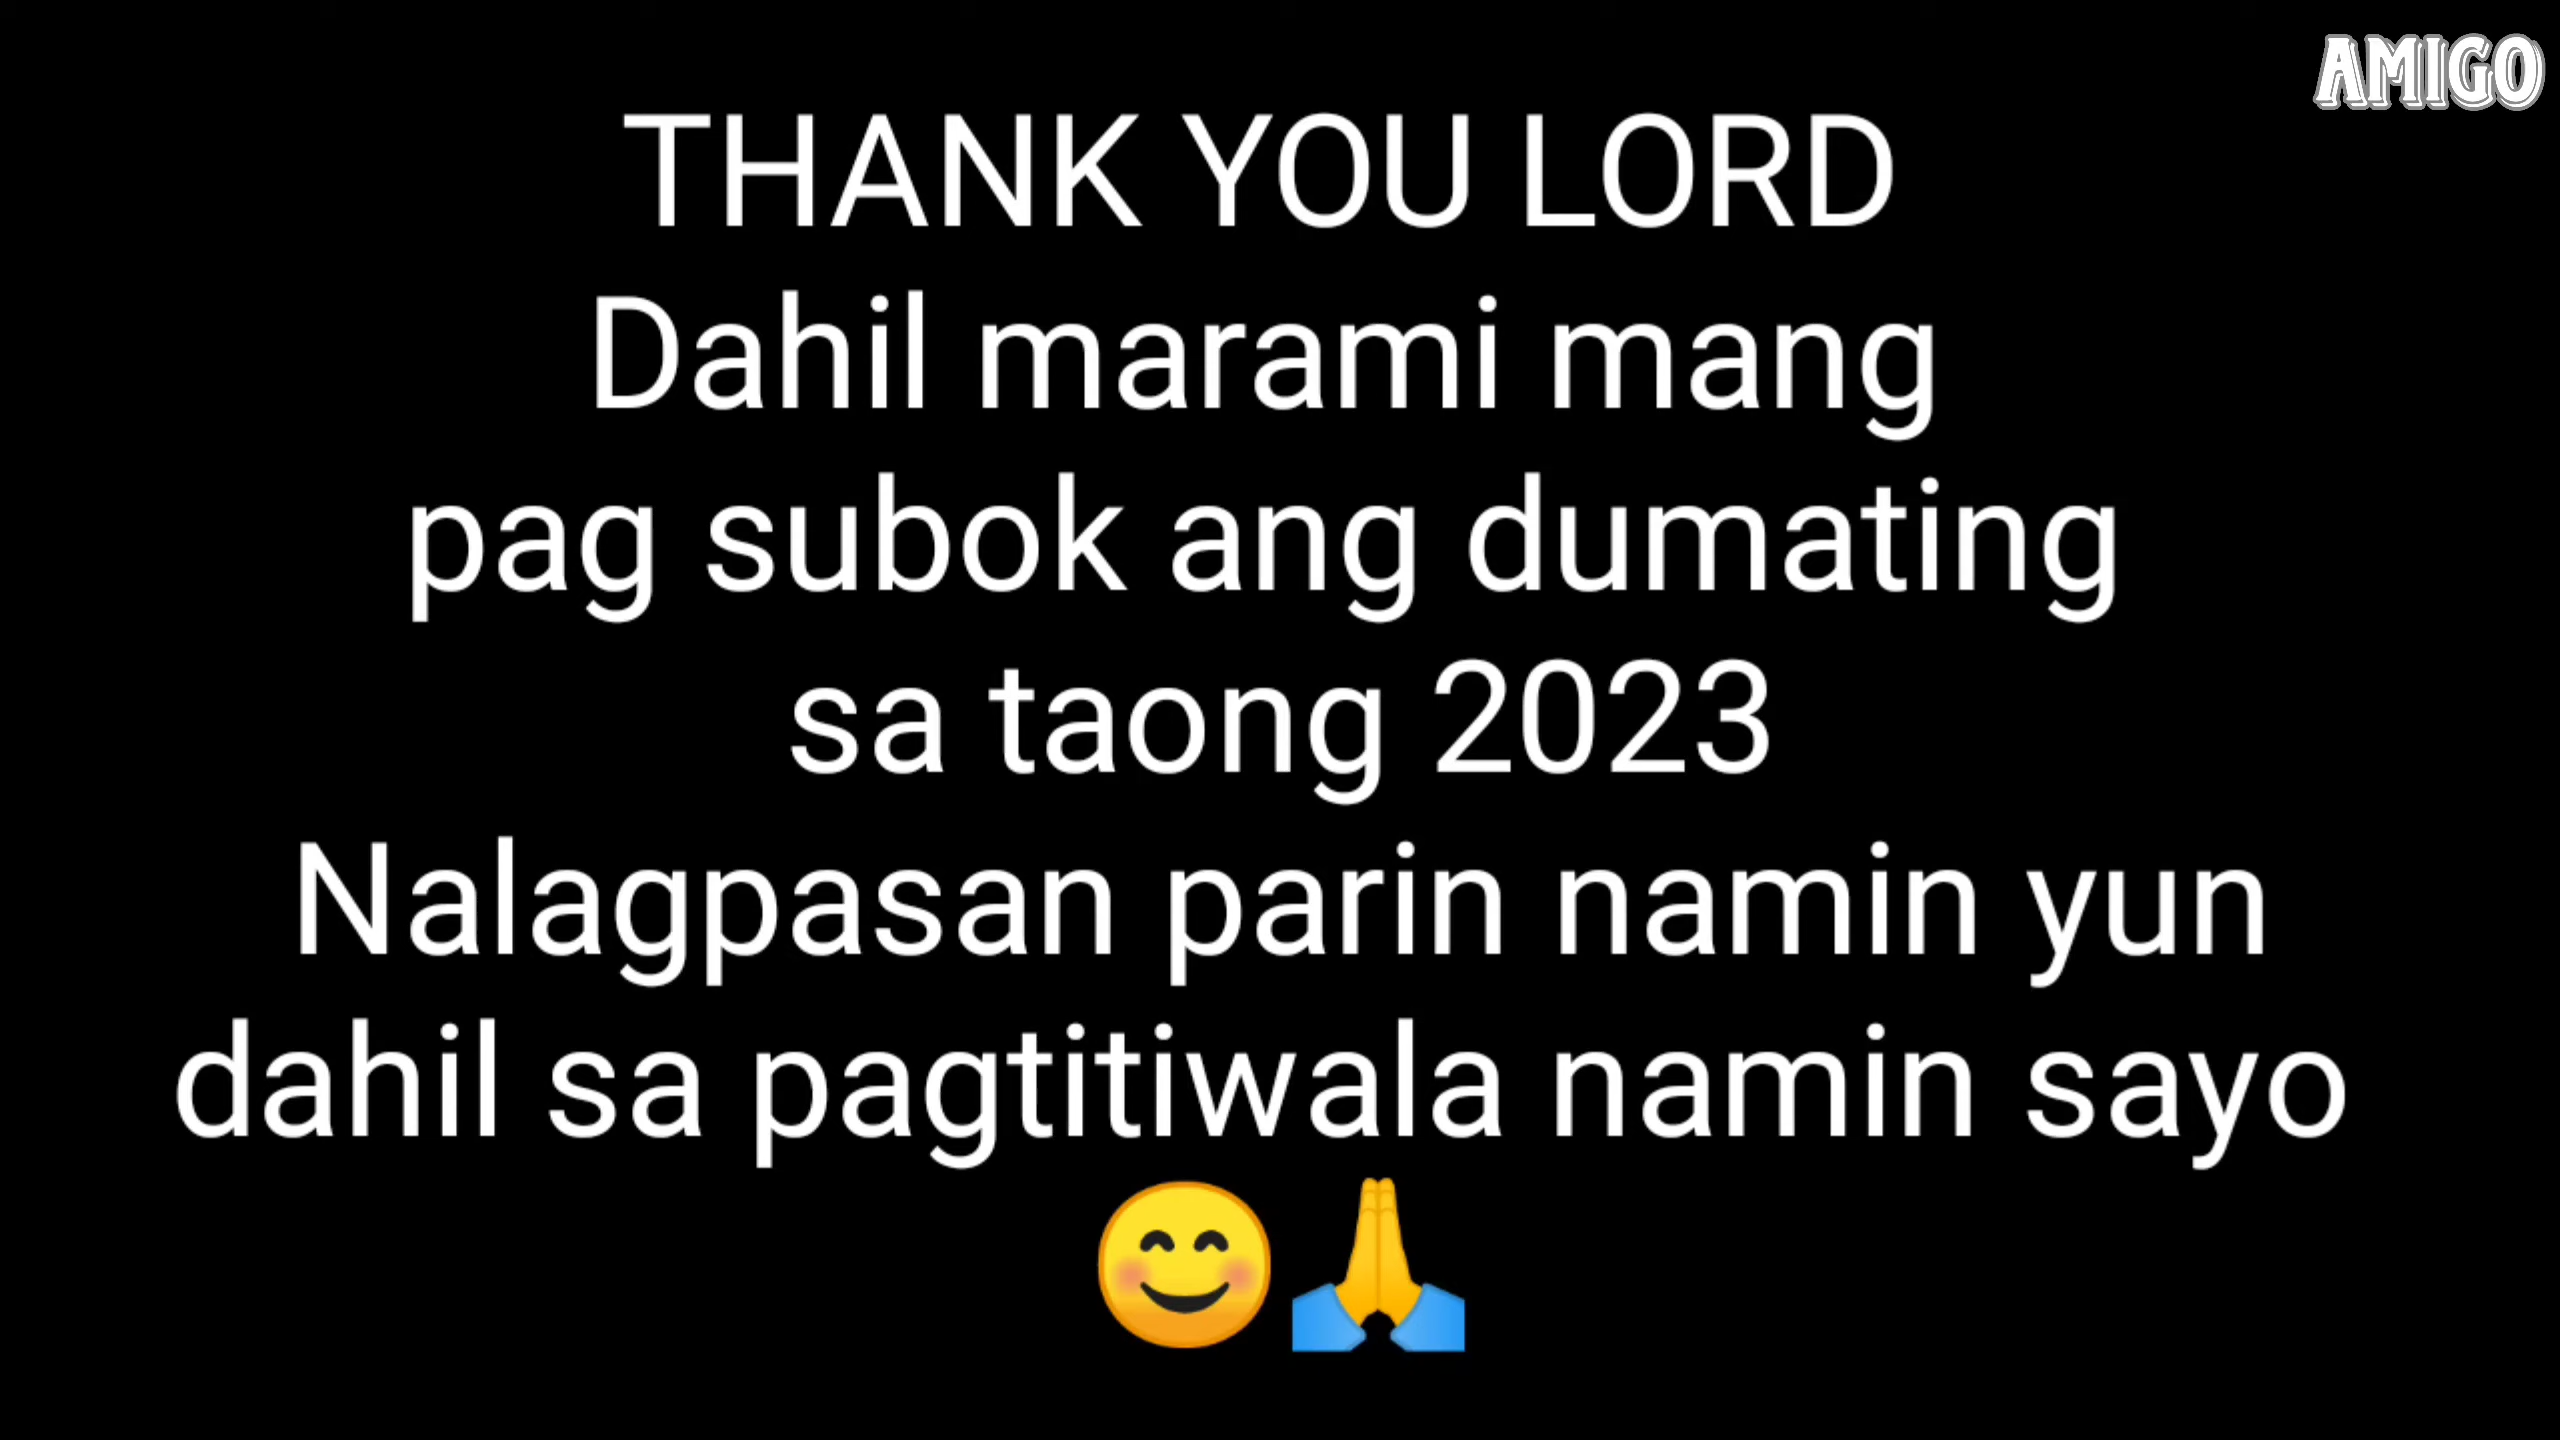 AMIGO
THANK YOU LORD
Dahil marami mang
pag subok ang dumating
sa taong 2023
Nalagpasan parin namin yun
dahil sa pagtitiwala namin sayo
😊🙏